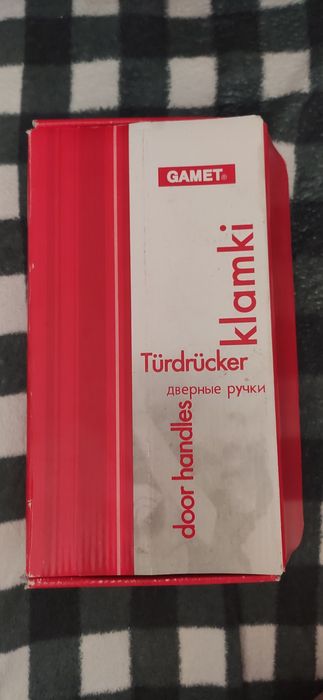 GAMET®
klamki
Türdrücker
дверные ручки
door handles